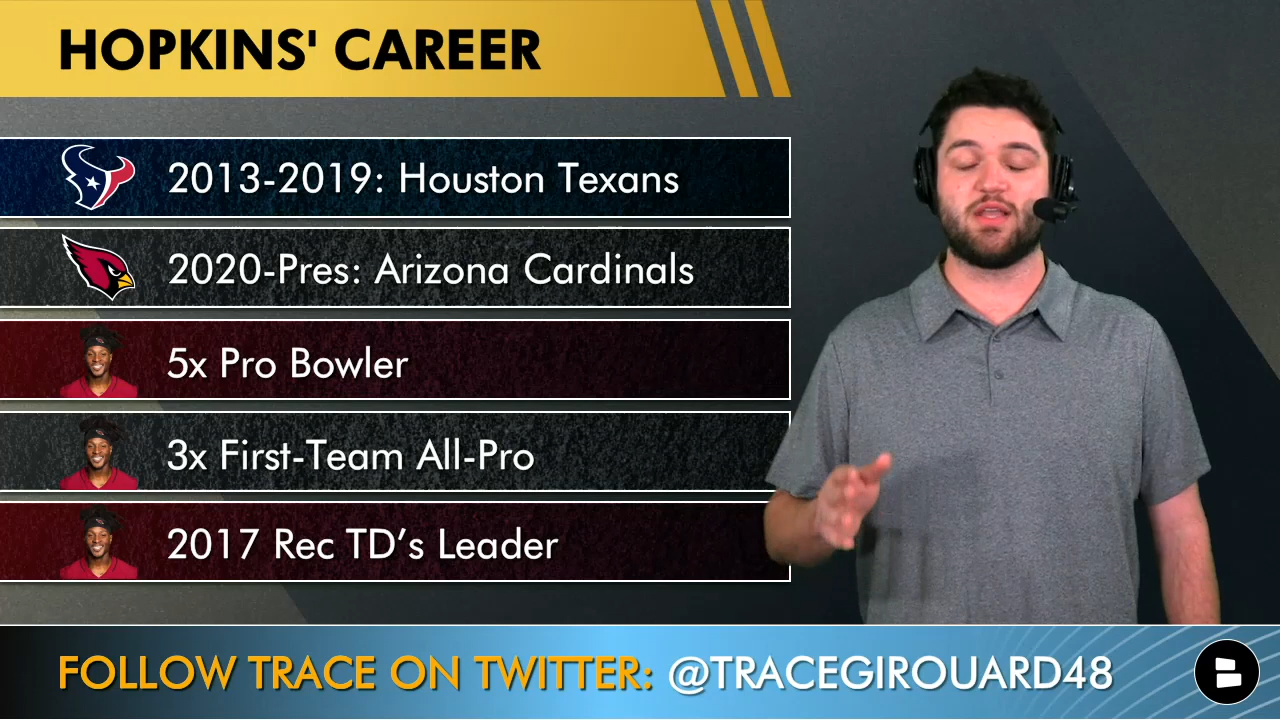 HOPKINS' CAREER
2013-2019: Houston Texans
2020-Pres: Arizona Cardinals
5x Pro Bowler
3x First-Team All-Pro
2017 Rec TD’s Leader
FOLLOW TRACE ON TWITTER: @TRACEGIROUARD48